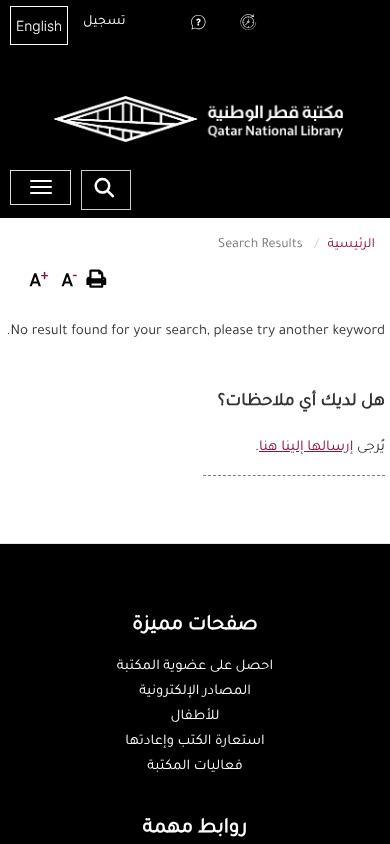 English
تسجيل
مكتبة قطر الوطنية
Qatar National Library
الرئيسية / Search Results
A+ A-
.No result found for your search, please try another keyword
هل لديك أي ملاحظات؟
يُرجى إرسالها إلينا هنا.
صفحات مميزة
احصل على عضوية المكتبة
المصادر الإلكترونية
للأطفال
استعارة الكتب وإعادتها
فعاليات المكتبة
روابط مهمة